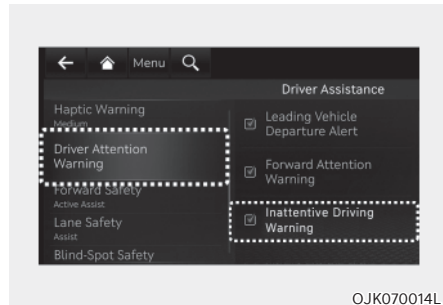 Menu
Driver Assistance
Haptic Warning
Medium
Driver Attention
Warning
Forward Safety
Active Assist
Lane Safety
Assist
Blind-Spot Safety
Leading Vehicle
Departure Alert
Forward Attention
Warning
Inattentive Driving
Warning
OJK070014L